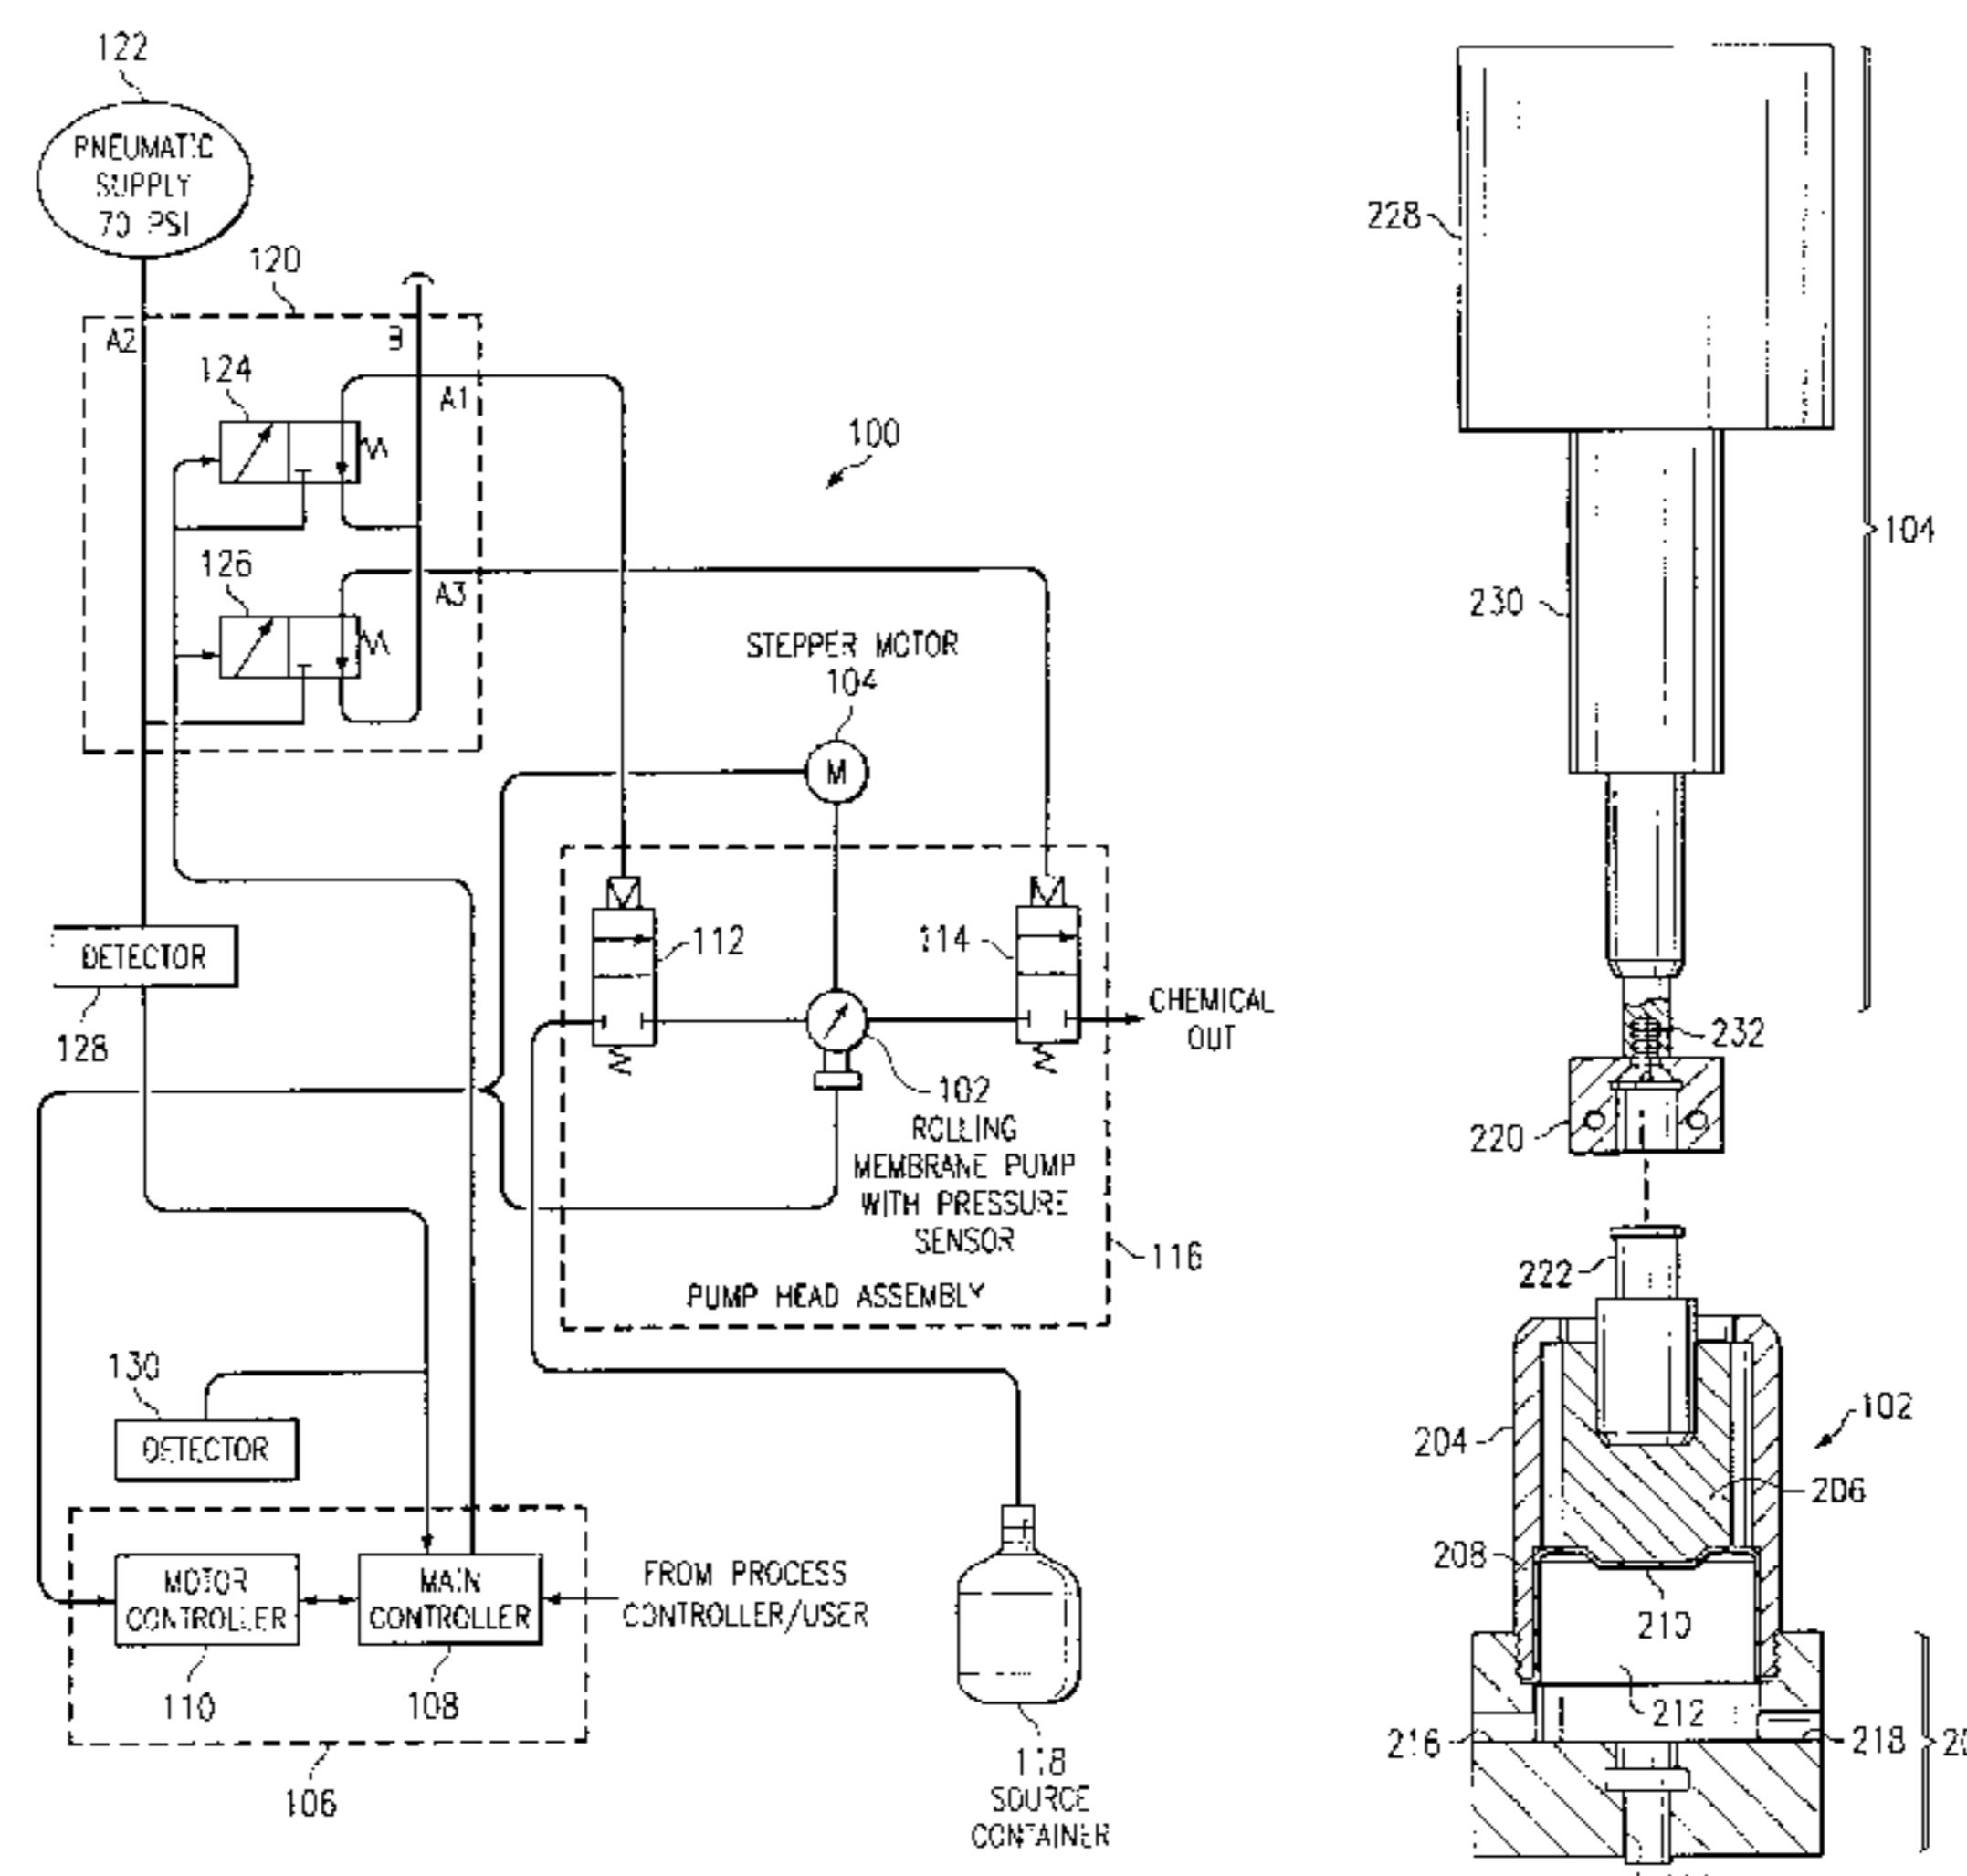 122
PNEUMATIC
SUPPLY
70 PSI
120
A2
B
124
A1
100
126
A3
STEPPER MOTOR
104
M
112
114
CHEMICAL
OUT
DETECTOR
128
102
ROLLING
MEMBRANE PUMP
WITH PRESSURE
SENSOR
116
PUMP HEAD ASSEMBLY
130
DETECTOR
MOTOR
CONTROLLER
MAIN
CONTROLLER
FROM PROCESS
CONTROLLER/USER
110
108
106
118
SOURCE
CONTAINER
228
104
230
232
220
222
102
204
206
208
210
212
216
218